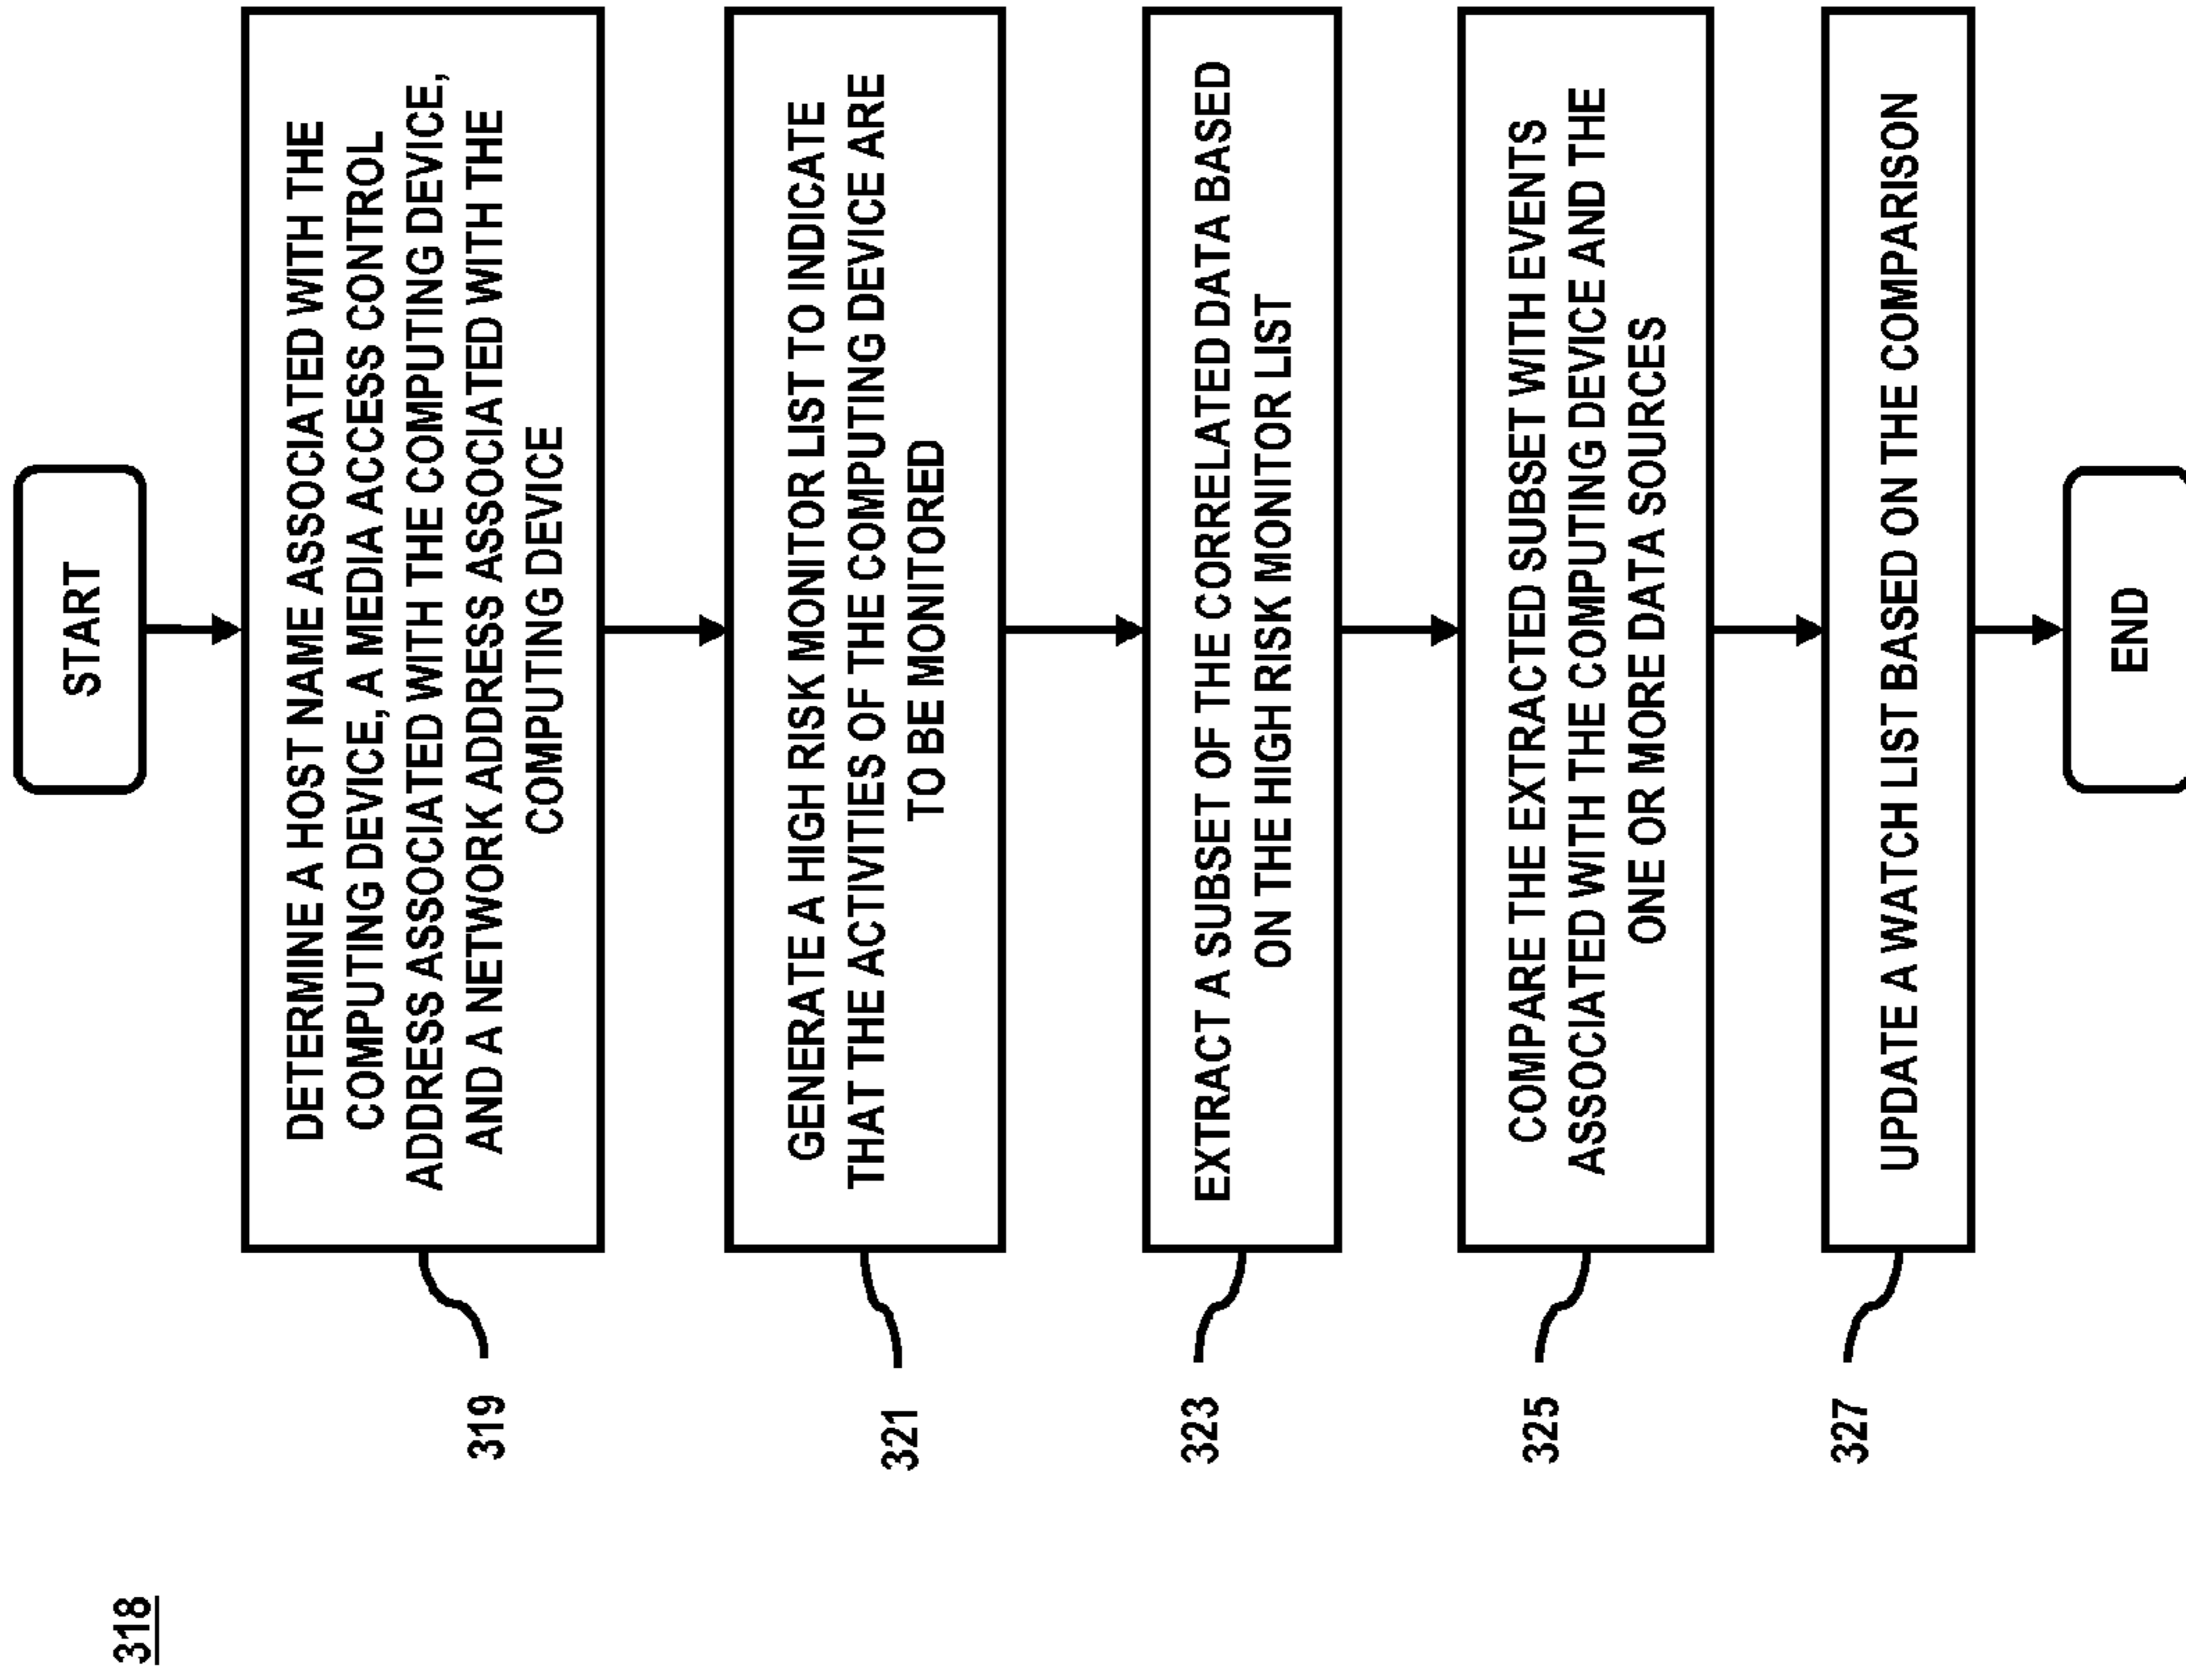 318
START
319
DETERMINE A HOST NAME ASSOCIATED WITH THE
COMPUTING DEVICE, A MEDIA ACCESS CONTROL
ADDRESS ASSOCIATED WITH THE COMPUTING DEVICE,
AND A NETWORK ADDRESS ASSOCIATED WITH THE
COMPUTING DEVICE
321
GENERATE A HIGH RISK MONITOR LIST TO INDICATE
THAT THE ACTIVITIES OF THE COMPUTING DEVICE ARE
TO BE MONITORED
323
EXTRACT A SUBSET OF THE CORRELATED DATA BASED
ON THE HIGH RISK MONITOR LIST
325
COMPARE THE EXTRACTED SUBSET WITH EVENTS
ASSOCIATED WITH THE COMPUTING DEVICE AND THE
ONE OR MORE DATA SOURCES
327
UPDATE A WATCH LIST BASED ON THE COMPARISON
END